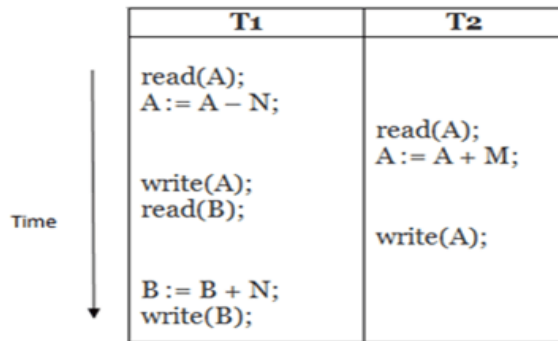 T1 T2
read(A);
A := A – N;
read(A);
A := A + M;
write(A);
read(B);
Time
write(A);
B := B + N;
write(B);